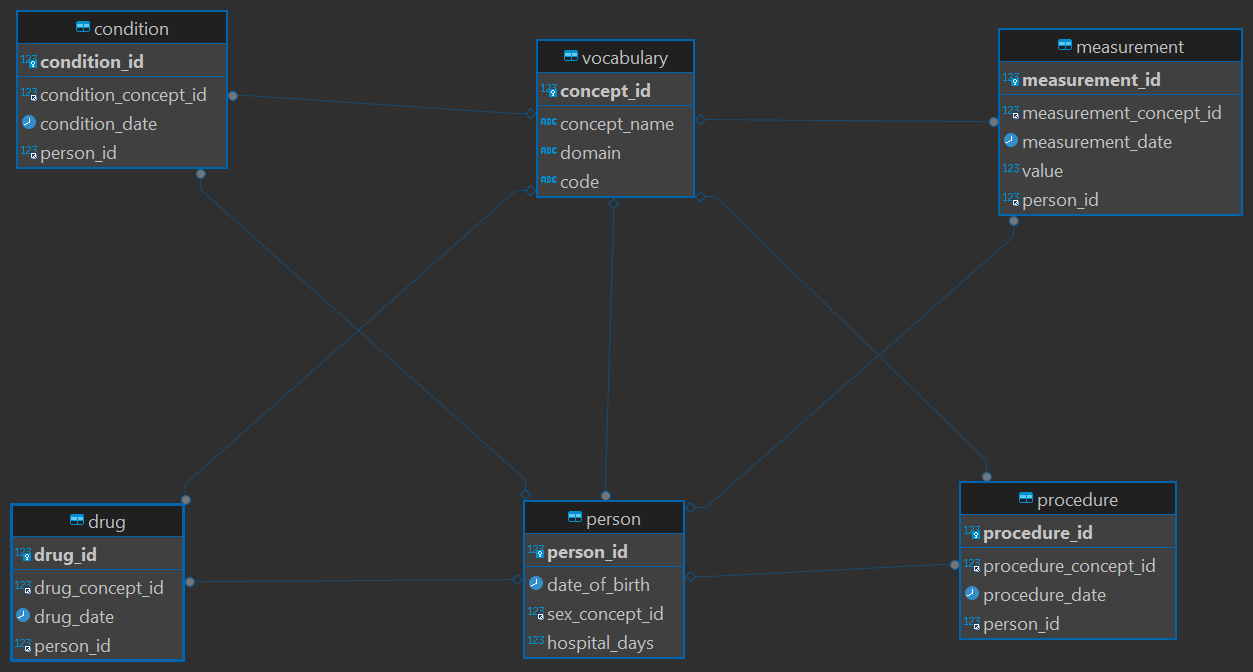 condition
123 condition_id
123 condition_concept_id
condition_date
123 person_id
vocabulary
123 concept_id
ABC concept_name
ABC domain
ABC code
measurement
123 measurement_id
123 measurement_concept_id
measurement_date
123 value
123 person_id
drug
123 drug_id
123 drug_concept_id
drug_date
123 person_id
person
123 person_id
date_of_birth
123 sex_concept_id
123 hospital_days
procedure
123 procedure_id
123 procedure_concept_id
procedure_date
123 person_id